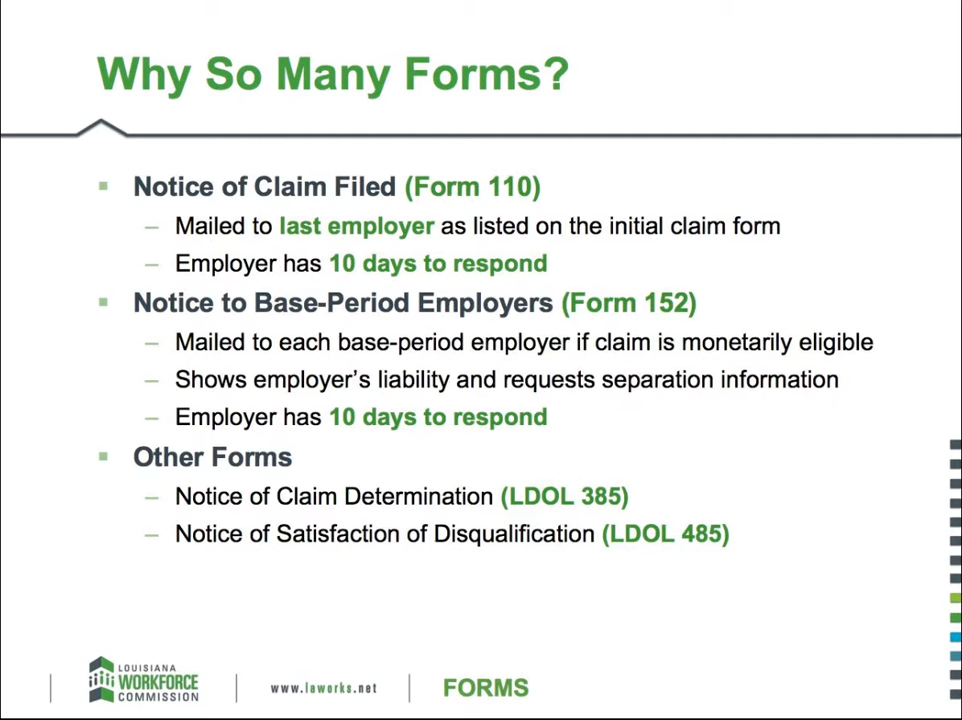 Why So Many Forms?
Notice of Claim Filed (Form 110)
– Mailed to last employer as listed on the initial claim form
– Employer has 10 days to respond
Notice to Base-Period Employers (Form 152)
– Mailed to each base-period employer if claim is monetarily eligible
– Shows employer’s liability and requests separation information
– Employer has 10 days to respond
Other Forms
– Notice of Claim Determination (LDOL 385)
– Notice of Satisfaction of Disqualification (LDOL 485)
LOUISIANA
WORKFORCE
COMMISSION
www.laworks.net
FORMS